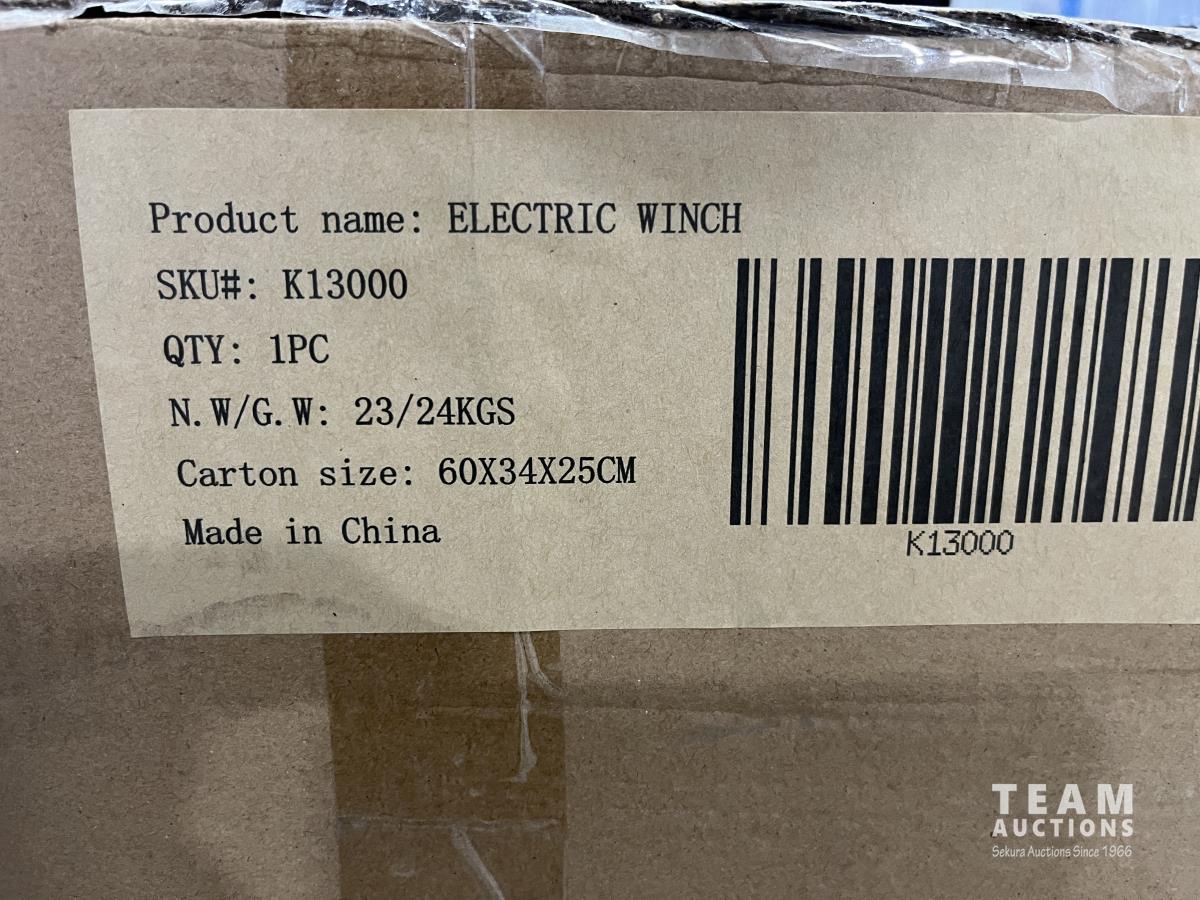 Product name: ELECTRIC WINCH
SKU#: K13000
QTY: 1PC
N.W/G.W: 23/24KGS
Carton size: 60X34X25CM
Made in China
K13000
TEAM
AUCTIONS
Sekura Auctions Since 1966